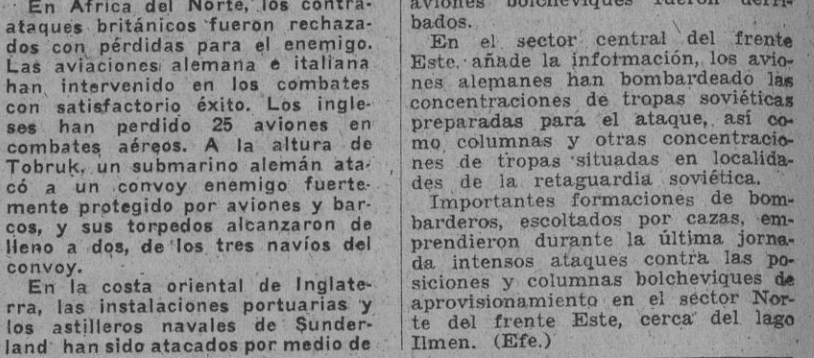 En África del Norte, los contra-
ataques británicos fueron rechaza-
dos con pérdidas para el enemigo.
Las aviaciones alemana e italiana
han intervenido en los combates
con satisfactorio éxito. Los ingle-
ses han perdido 25 aviones en
combates aéreos. A la altura de
Tobruk, un submarino alemán ata-
có a un convoy enemigo fuerte-
mente protegido por aviones y bar-
cos, y sus torpedos alcanzaron de
lleno a dos, de los tres navíos del
convoy.
En la costa oriental de Inglate-
rra, las instalaciones portuarias y
los astilleros navales de Sunder-
land han sido atacados por medio de
aviones bolcheviques fueron derri-
bados.
En el sector central del frente
Este, añade la información, los avio-
nes alemanes han bombardeado las
concentraciones de tropas soviéticas
preparadas para el ataque, así co-
mo columnas y otras concentracio-
nes de tropas situadas en localida-
des de la retaguardia soviética.
Importantes formaciones de bom-
barderos, escoltados por cazas, em-
prendieron durante la última jorna-
da intensos ataques contra las po-
siciones y columnas bolcheviques de
aprovisionamiento en el sector Nor-
te del frente Este, cerca del lago
Ilmen. (Efe.)